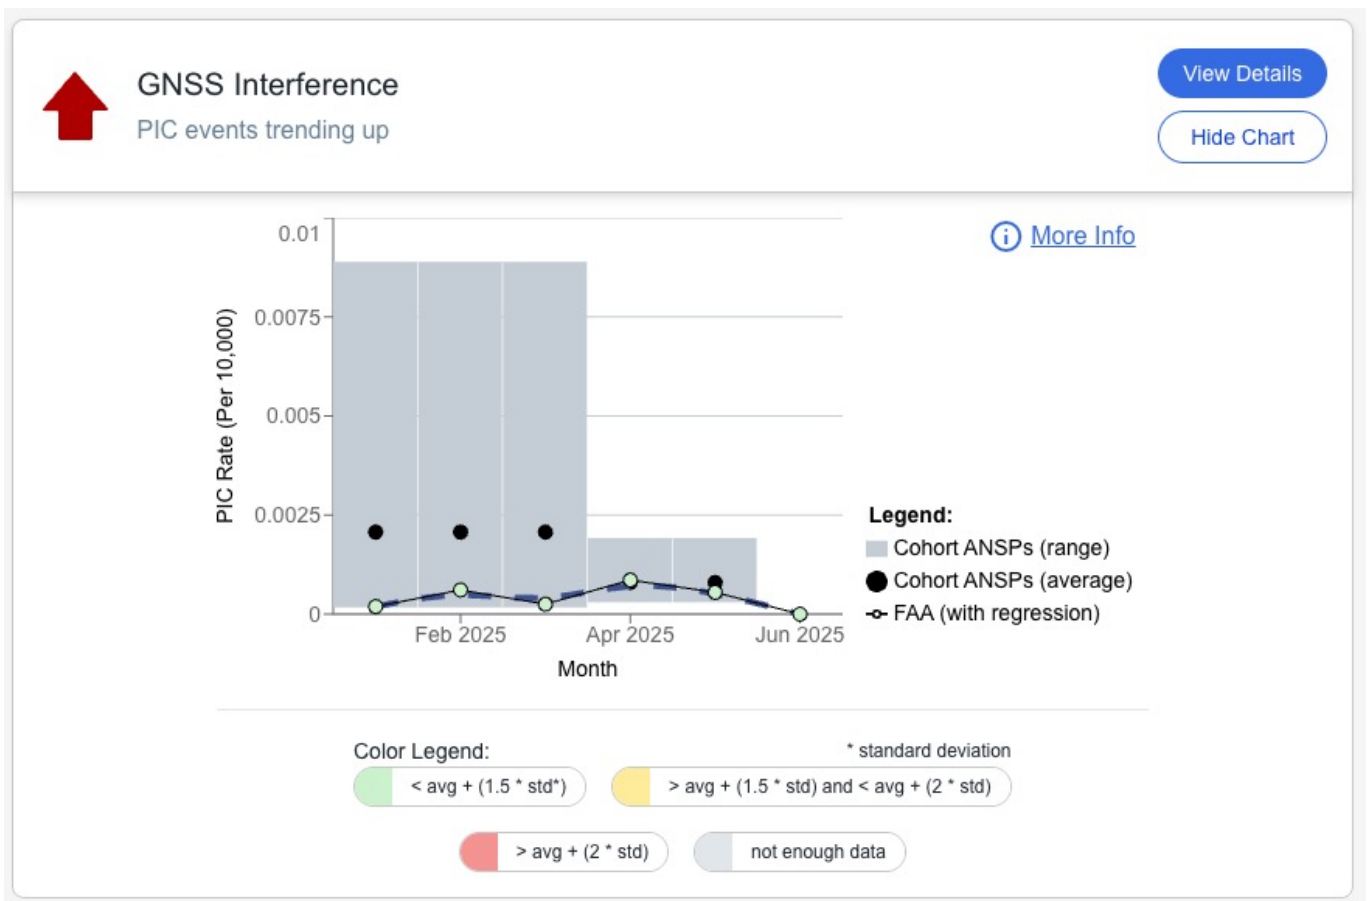 GNSS Interference
PIC events trending up
View Details
Hide Chart
More Info
0.01
0.0075
0.005
0.0025
0
PIC Rate (Per 10,000)
Feb 2025
Apr 2025
Jun 2025
Month
Legend:
Cohort ANSPs (range)
Cohort ANSPs (average)
FAA (with regression)
Color Legend:
* standard deviation
< avg + (1.5 * std*)
> avg + (1.5 * std) and < avg + (2 * std)
> avg + (2 * std)
not enough data